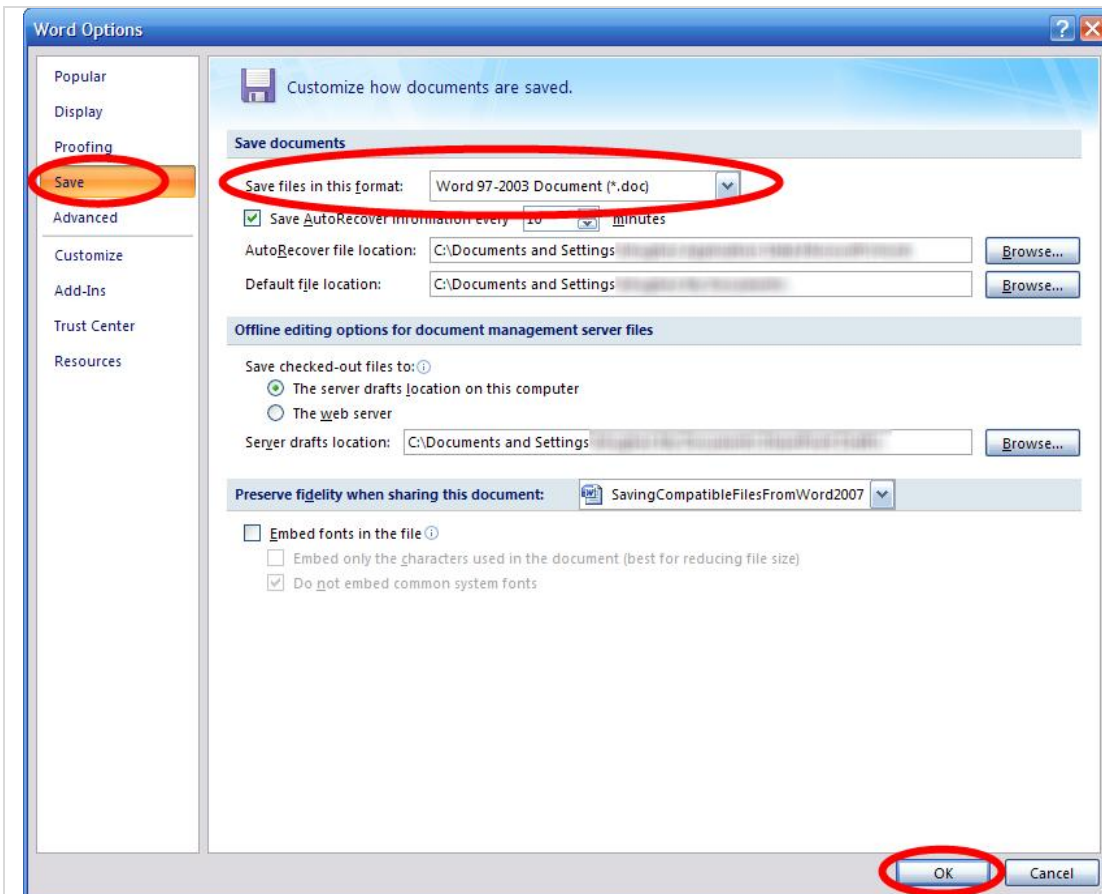 Word Options
Popular
Display
Proofing
Save
Advanced
Customize
Add-Ins
Trust Center
Resources
Customize how documents are saved.
Save documents
Save files in this format: Word 97-2003 Document (*.doc)
Save AutoRecover information every 10 minutes
AutoRecover file location: C:\Documents and Settings
Browse...
Default file location: C:\Documents and Settings
Browse...
Offline editing options for document management server files
Save checked-out files to:
The server drafts location on this computer
The web server
Server drafts location: C:\Documents and Settings
Browse...
Preserve fidelity when sharing this document: SavingCompatibleFilesFromWord2007
Embed fonts in the file
Embed only the characters used in the document (best for reducing file size)
Do not embed common system fonts
OK Cancel